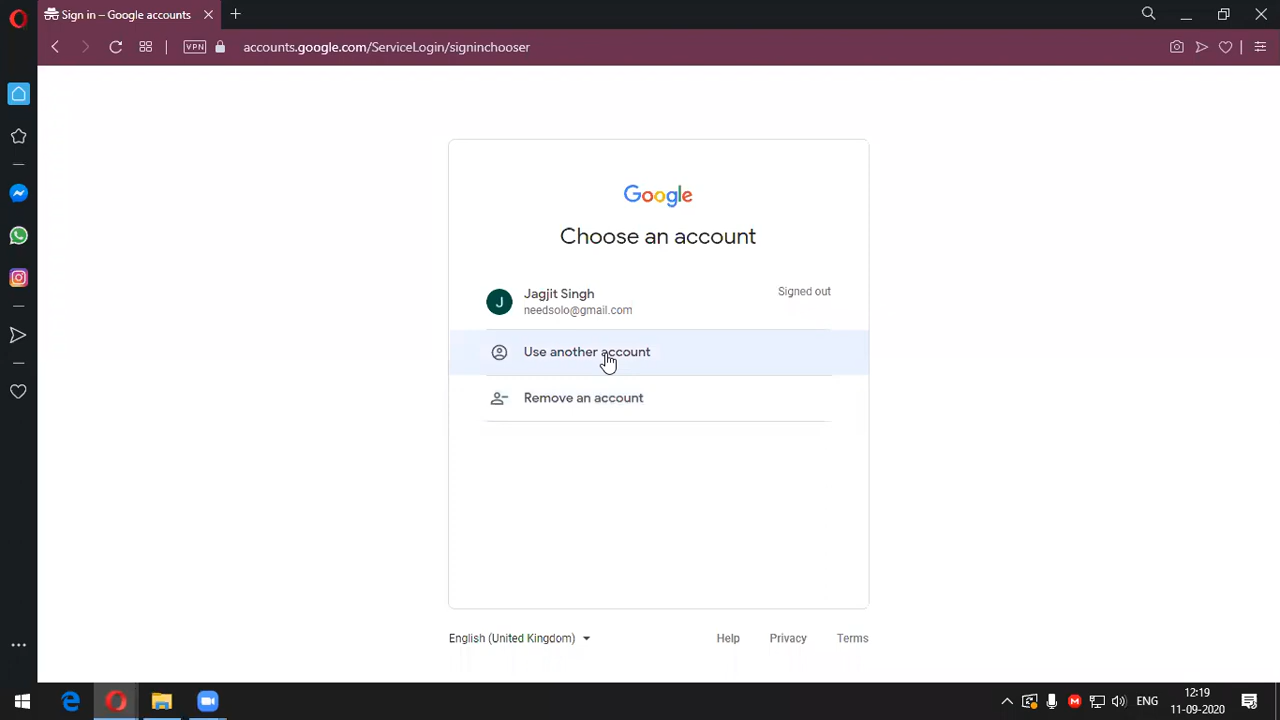 Sign in – Google accounts
VPN
accounts.google.com/ServiceLogin/signinchooser
Google
Choose an account
J
Jagjit Singh
Signed out
needsolo@gmail.com
Use another account
Remove an account
English (United Kingdom)
Help
Privacy
Terms
ENG
12:19
11-09-2020